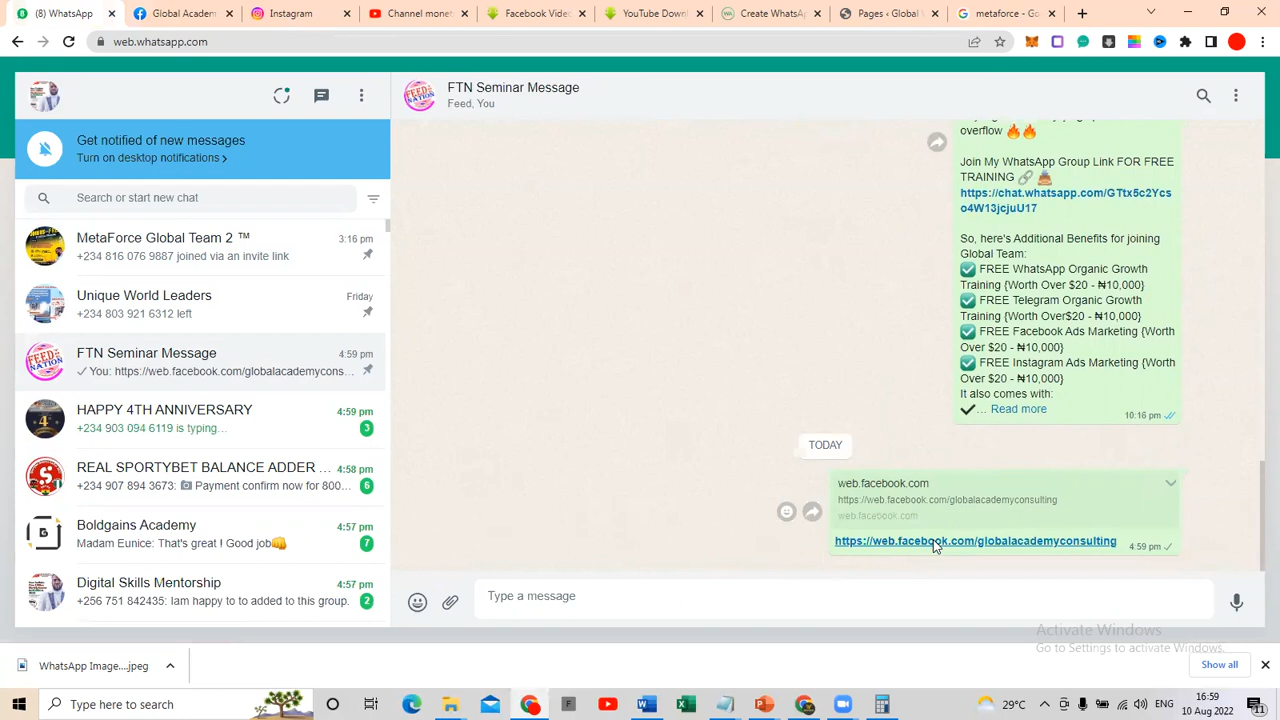 (8) WhatsApp
Global Acade
Instagram
Channel monet
Facebook Vide
YouTube Down
Create WhatsA
Pages ‹ Global V
metaforce - Go
web.whatsapp.com
FTN Seminar Message
Feed, You
Get notified of new messages
Turn on desktop notifications
Search or start new chat
MetaForce Global Team 2 ™ 3:16 pm
+234 816 076 9887 joined via an invite link
Unique World Leaders Friday
+234 803 921 6312 left
FTN Seminar Message 4:59 pm
You: https://web.facebook.com/globalacademycons...
HAPPY 4TH ANNIVERSARY 4:59 pm
+234 903 094 6119 is typing... 3
REAL SPORTYBET BALANCE ADDER ... 4:58 pm
+234 907 894 3673: Payment confirm now for 800... 6
Boldgains Academy 4:57 pm
Madam Eunice: That's great ! Good job👊 7
Digital Skills Mentorship 4:57 pm
+256 751 842435: Iam happy to to added to this group. 2
overflow 🔥🔥
Join My WhatsApp Group Link FOR FREE
TRAINING
https://chat.whatsapp.com/GTtx5c2Ycs
o4W13jcjuU17
So, here's Additional Benefits for joining
Global Team:
✅ FREE WhatsApp Organic Growth
Training {Worth Over $20 - ₦10,000}
✅ FREE Telegram Organic Growth
Training {Worth Over$20 - ₦10,000}
✅ FREE Facebook Ads Marketing {Worth
Over $20 - ₦10,000}
✅ FREE Instagram Ads Marketing {Worth
Over $20 - ₦10,000}
It also comes with:
✔... Read more
10:16 pm
TODAY
web.facebook.com
https://web.facebook.com/globalacademyconsulting
web.facebook.com
https://web.facebook.com/globalacademyconsulting
4:59 pm
Type a message
Activate Windows
Go to Settings to activate Windows.
WhatsApp Image....jpeg
Show all
Type here to search
29°C
ENG
16:59
10 Aug 2022
11